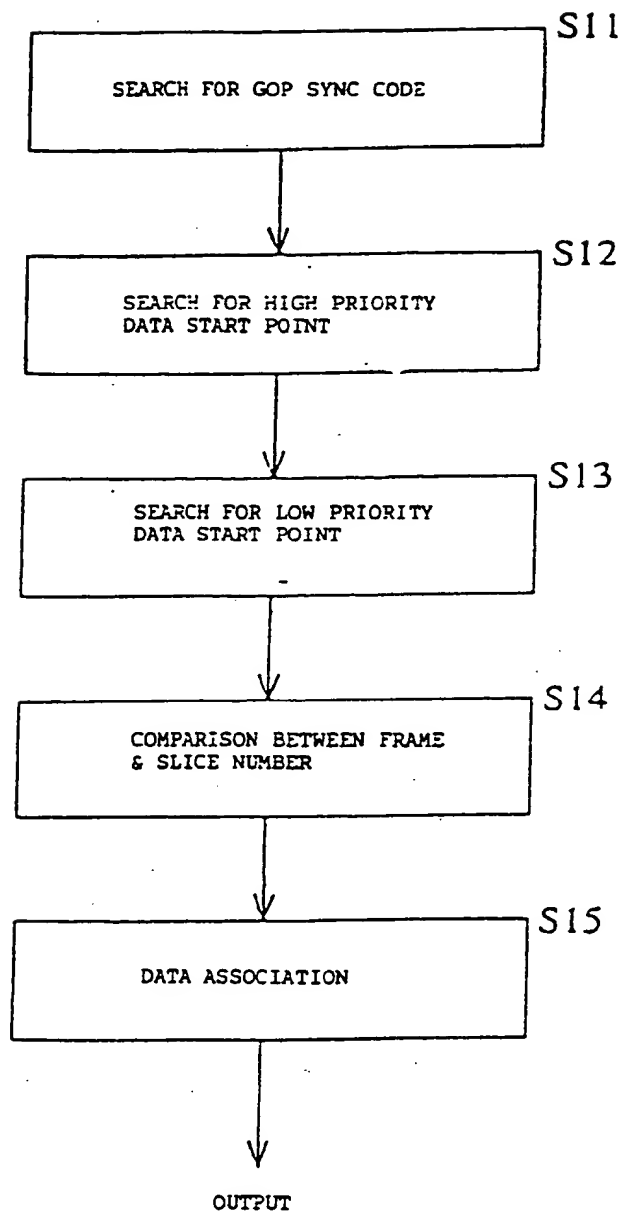 S11
SEARCH FOR GOP SYNC CODE
S12
SEARCH FOR HIGH PRIORITY
DATA START POINT
S13
SEARCH FOR LOW PRIORITY
DATA START POINT
S14
COMPARISON BETWEEN FRAME
& SLICE NUMBER
S15
DATA ASSOCIATION
OUTPUT